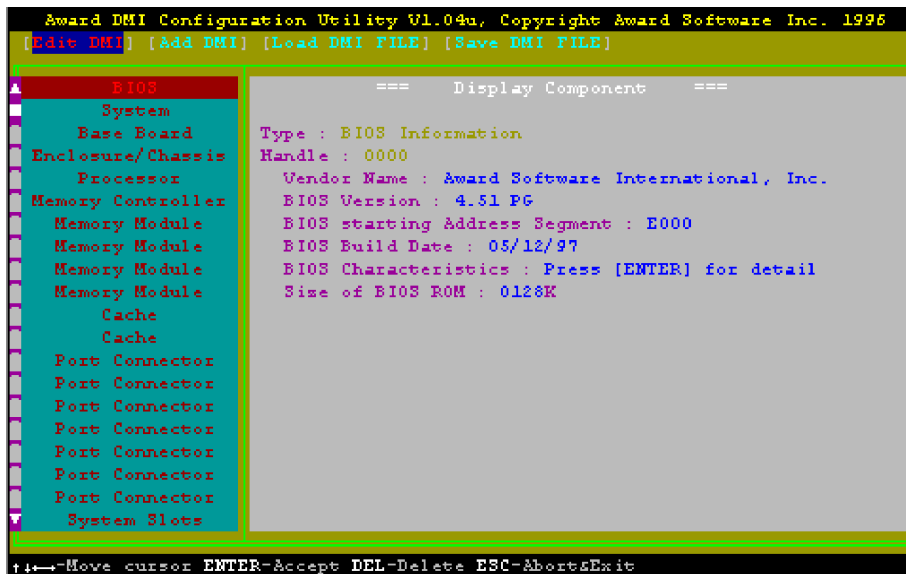 Award DMI Configuration Utility V1.04u, Copyright Award Software Inc. 1996
[Edit DMI] [Add DMI] [Load DMI FILE] [Save DMI FILE]
BIOS
System
Base Board
Enclosure/Chassis
Processor
Memory Controller
Memory Module
Memory Module
Memory Module
Memory Module
Cache
Cache
Port Connector
Port Connector
Port Connector
Port Connector
Port Connector
Port Connector
Port Connector
System Slots
=== Display Component ===
Type : BIOS Information
Handle : 0000
Vendor Name : Award Software International, Inc.
BIOS Version : 4.51 PG
BIOS starting Address Segment : E000
BIOS Build Date : 05/12/97
BIOS Characteristics : Press [ENTER] for detail
Size of BIOS ROM : 0128K
↑↓←→-Move cursor ENTER-Accept DEL-Delete ESC-Abort&Exit